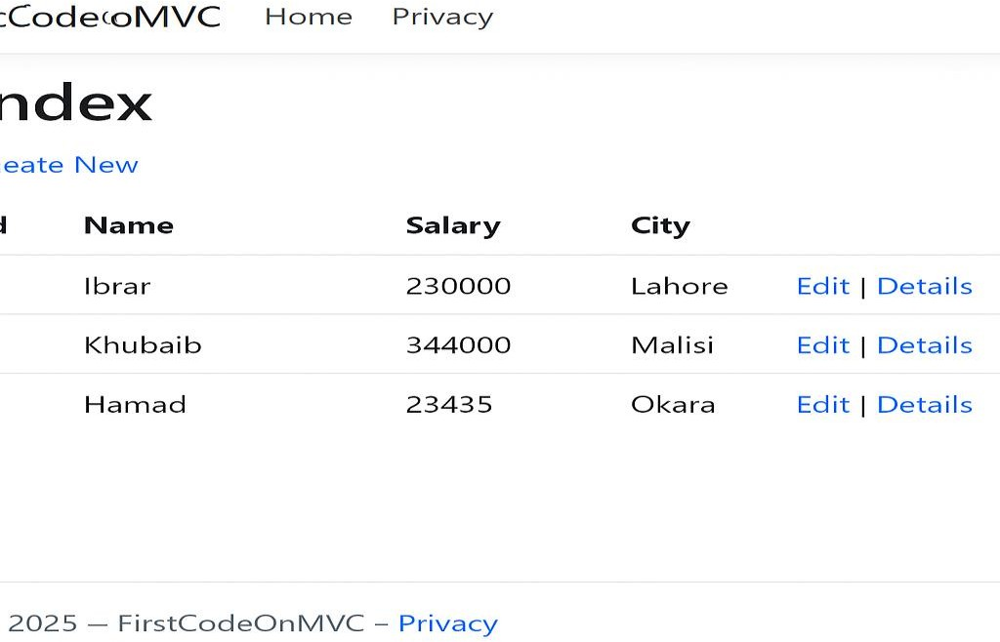 Home Privacy
ndex
eate New
d Name Salary City
Ibrar 230000 Lahore Edit | Details
Khubaib 344000 Malisi Edit | Details
Hamad 23435 Okara Edit | Details
2025 — FirstCodeOnMVC – Privacy